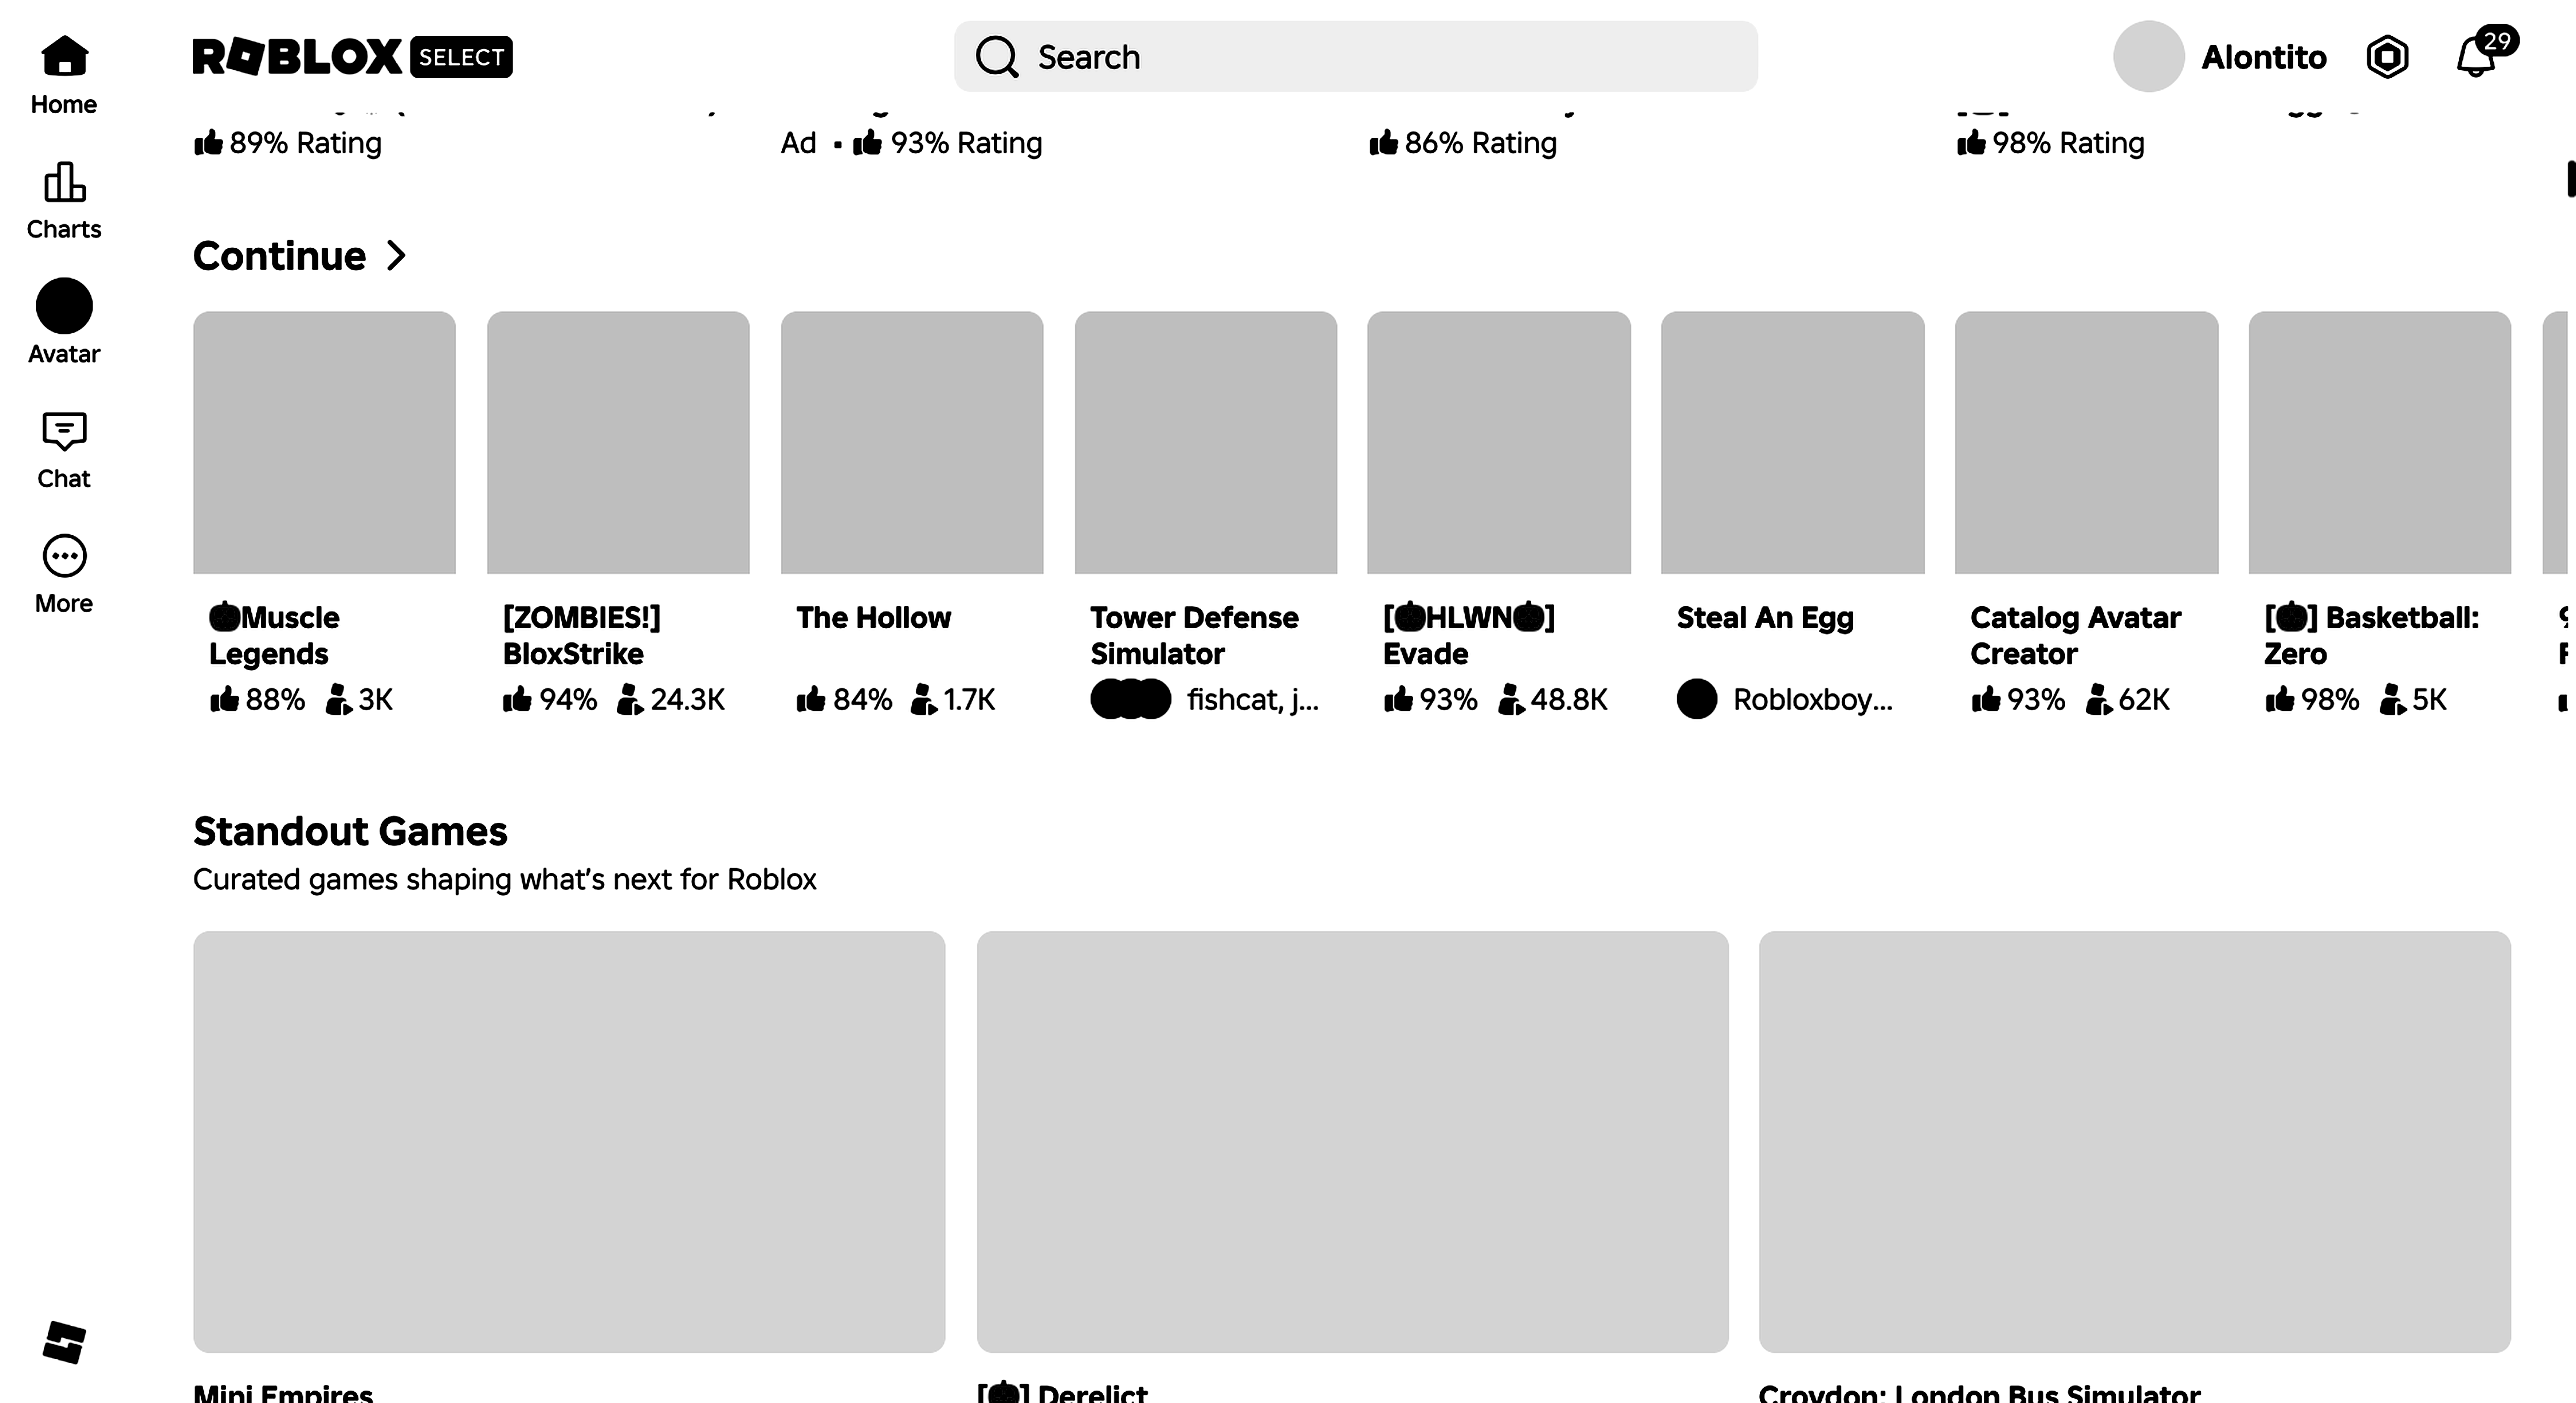 Home
Charts
Avatar
Chat
More
ROBLOX SELECT
Search
Alontito
29
89% Rating
Ad ▪ 93% Rating
86% Rating
98% Rating
Continue
🎃Muscle
Legends
88% 3K
[ZOMBIES!]
BloxStrike
94% 24.3K
The Hollow
84% 1.7K
Tower Defense
Simulator
fishcat, j...
[🎃HLWN🎃]
Evade
93% 48.8K
Steal An Egg
Robloxboy...
Catalog Avatar
Creator
93% 62K
[🎃] Basketball:
Zero
98% 5K
Standout Games
Curated games shaping what's next for Roblox
Mini Empires
[🎃] Derelict
Croydon: London Bus Simulator